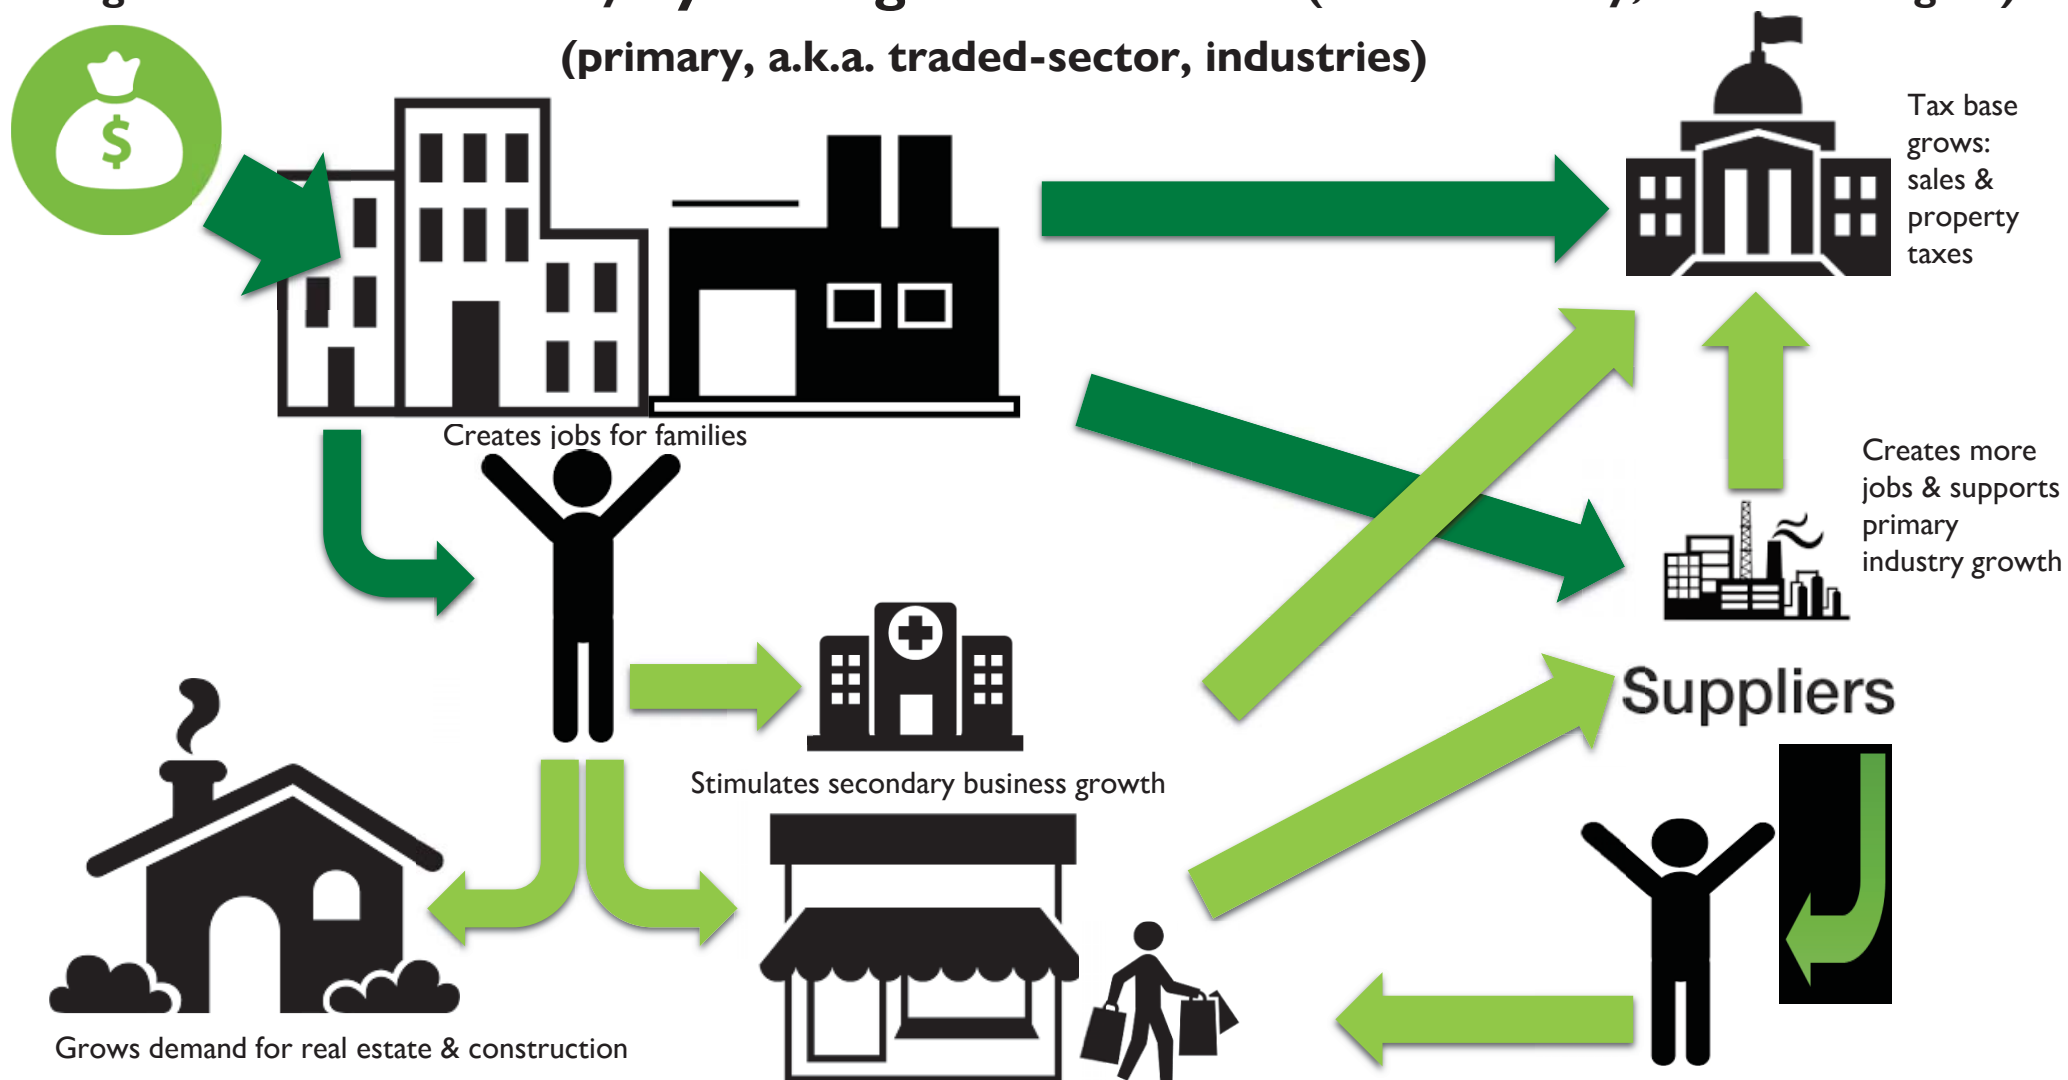 (primary, a.k.a. traded-sector, industries)
$
Tax base
grows:
sales &
property
taxes
Creates jobs for families
Creates more
jobs & supports
primary
industry growth
Suppliers
Stimulates secondary business growth
Grows demand for real estate & construction